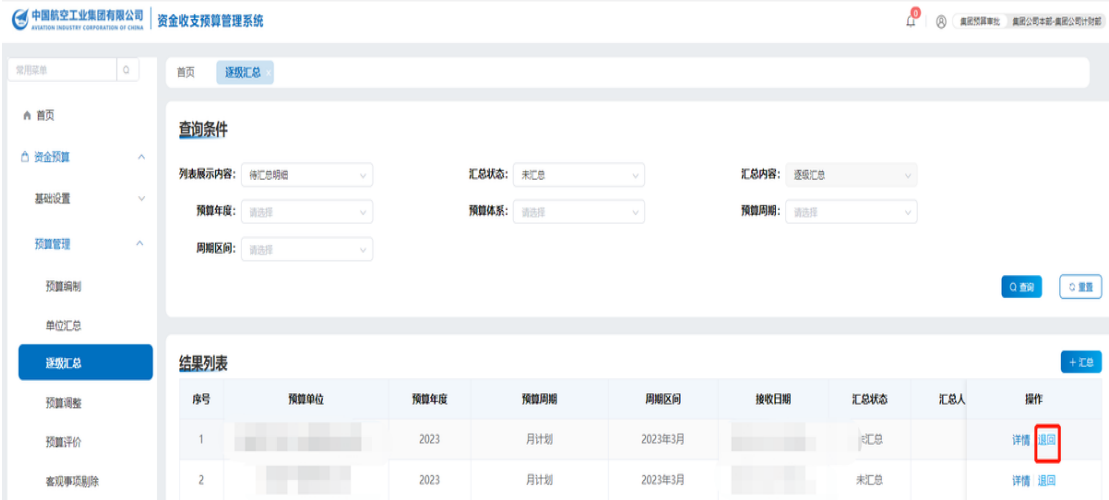 中国航空工业集团有限公司
AVIATION INDUSTRY CORPORATION OF CHINA
资金收支预算管理系统
0
集团预算审批 集团公司本部-集团公司计财部
常用菜单
首页 逐级汇总 ×
首页
资金预算
基础设置
预算管理
预算编制
单位汇总
逐级汇总
预算调整
预算评价
客观事项剔除
查询条件
列表展示内容: 待汇总明细 汇总状态: 未汇总 汇总内容: 逐级汇总
预算年度: 请选择 预算体系: 请选择 预算周期: 请选择
周期区间: 请选择
查询 重置
结果列表
+ 汇总
序号 预算单位 预算年度 预算周期 周期区间 接收日期 汇总状态 汇总人 操作
1 2023 月计划 2023年3月 汇总 详情 退回
2 2023 月计划 2023年3月 未汇总 详情 退回